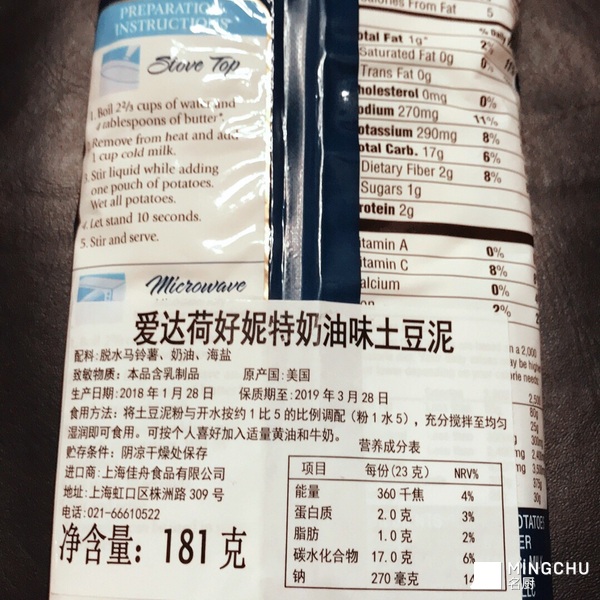 PREPARATION
INSTRUCTIONS
Stove Top
1. Boil 2⅔ cups of water and
4 tablespoons of butter*.
Remove from heat and add
1 cup cold milk.
3. Stir liquid while adding
one pouch of potatoes.
Wet all potatoes.
4. Let stand 10 seconds.
5. Stir and serve.
Microwave
Calories From Fat 5
% Daily
otal Fat 1g* 2%
Saturated Fat 0g 0%
Trans Fat 0g
holesterol 0mg 0%
odium 270mg 11%
otassium 290mg 8%
otal Carb. 17g 6%
Dietary Fiber 2g 8%
Sugars 1g
rotein 2g
itamin A 0%
itamin C 8%
alcium 0%
on 2%
爱达荷好妮特奶油味土豆泥
配料:脱水马铃薯、奶油、海盐
致敏物质：本品含乳制品 原产国:美国
生产日期:2018年1月28日 保质期至:2019年3月28日
食用方法：将土豆泥粉与开水按约1比5的比例调配（粉1水5），充分搅拌至均匀
湿润即可食用。可按个人喜好加入适量黄油和牛奶。
贮存条件：阴凉干燥处保存
进口商:上海佳舟食品有限公司
地址:上海虹口区株洲路309号
电话:021-66610522
净含量：181克
营养成分表
项目 每份(23克) NRV%
能量 360千焦 4%
蛋白质 2.0克 3%
脂肪 1.0克 2%
碳水化合物 17.0克 6%
钠 270毫克 14
MINGCHU
名厨